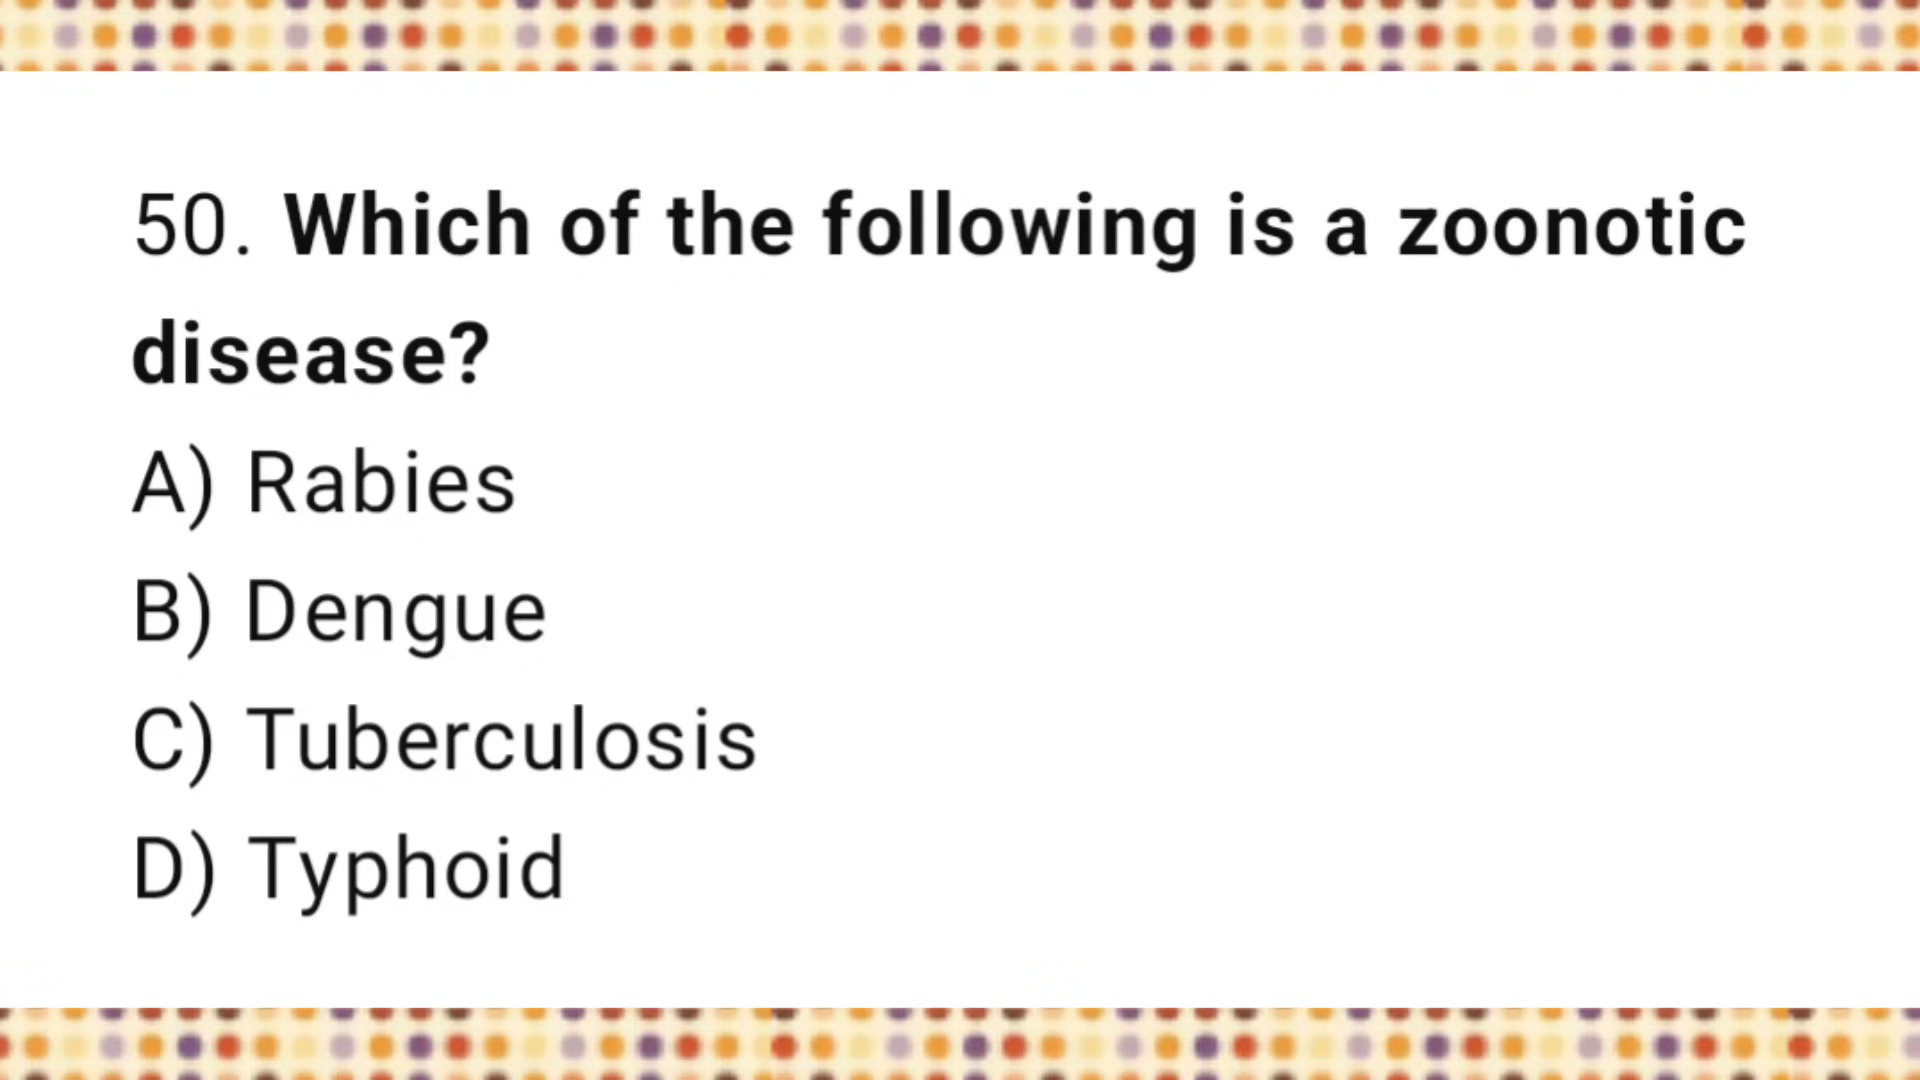 50. Which of the following is a zoonotic
disease?
A) Rabies
B) Dengue
C) Tuberculosis
D) Typhoid